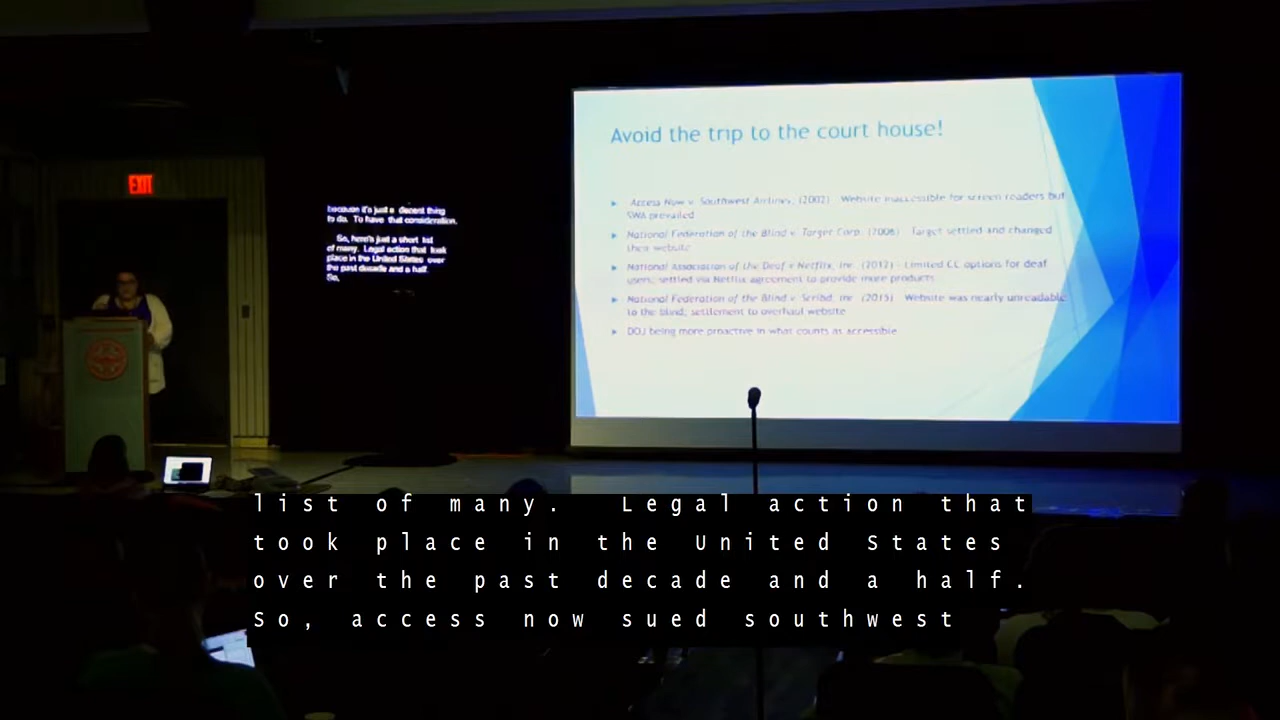 EXIT
because it's just a decent thing
to do. To have that consideration.
So, here's just a short list
of many. Legal action that took
place in the United States over
the past decade and a half.
So,
Avoid the trip to the court house!
Access Now v. Southwest Airlines, (2002) Website inaccessible for screen readers but
SWA prevailed
National Federation of the Blind v. Target Corp. (2006) Target settled and changed
their website
National Association of the Deaf v Netflix, Inc. (2012) - Limited CC options for deaf
users; settled via Netflix agreement to provide more products
National Federation of the Blind v. Scribd, Inc (2015) Website was nearly unreadable
to the blind; settlement to overhaul website
DOJ being more proactive in what counts as accessible
list of many. Legal action that
took place in the United States
over the past decade and a half.
So, access now sued southwest